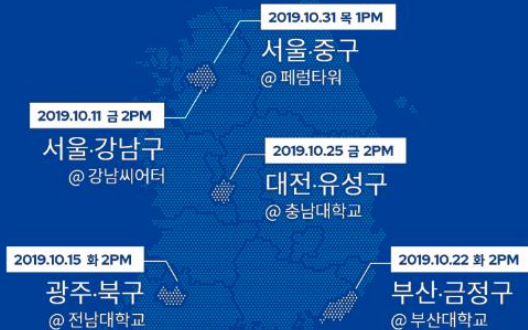 2019.10.31 목 1PM
서울·중구
@ 페럼타워
2019.10.11 금 2PM
서울·강남구
@ 강남씨어터
2019.10.25 금 2PM
대전·유성구
@ 충남대학교
2019.10.15 화 2PM
광주·북구
@ 전남대학교
2019.10.22 화 2PM
부산·금정구
@ 부산대학교